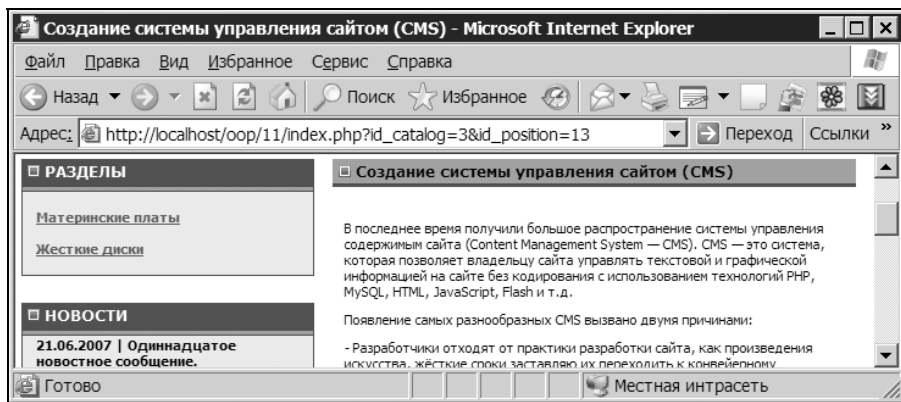 Создание системы управления сайтом (CMS) - Microsoft Internet Explorer
Файл Правка Вид Избранное Сервис Справка
Назад Поиск Избранное
Адрес: http://localhost/oop/11/index.php?id_catalog=3&id_position=13 Переход Ссылки »
РАЗДЕЛЫ
Материнские платы
Жесткие диски
НОВОСТИ
21.06.2007 | Одиннадцатое
новостное сообщение.
Создание системы управления сайтом (CMS)
В последнее время получили большое распространение системы управления
содержимым сайта (Content Management System — CMS). CMS — это система,
которая позволяет владельцу сайта управлять текстовой и графической
информацией на сайте без кодирования с использованием технологий PHP,
MySQL, HTML, JavaScript, Flash и т.д.
Появление самых разнообразных CMS вызвано двумя причинами:
- Разработчики отходят от практики разработки сайта, как произведения
искусства, жёсткие сроки заставляют их переходить к конвейерному
Готово Местная интрасеть